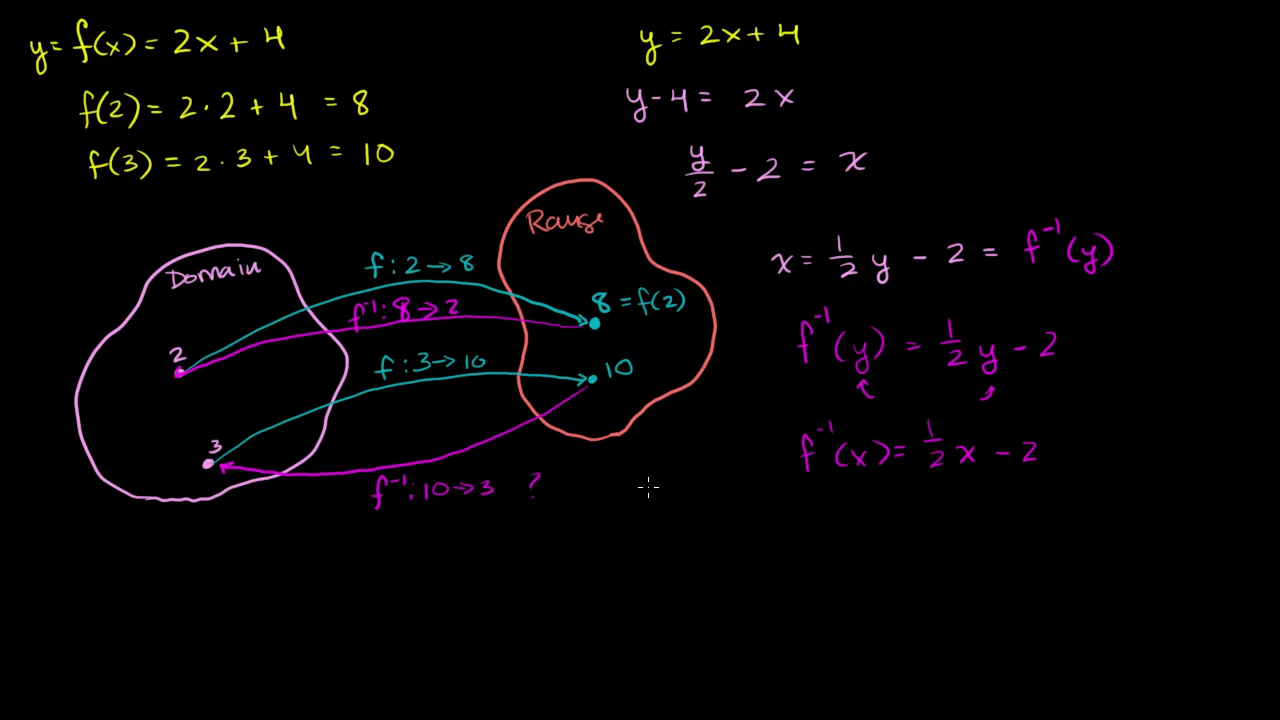 y = f(x) = 2x + 4
f(2) = 2 · 2 + 4 = 8
f(3) = 2 · 3 + 4 = 10
y = 2x + 4
y - 4 = 2x
y/2 - 2 = x
Domain
Range
f : 2 → 8
f⁻¹ : 8 → 2
8 = f(2)
2
f : 3 → 10
10
3
f⁻¹ : 10 → 3 ?
x = 1/2 y - 2 = f⁻¹(y)
f⁻¹(y) = 1/2 y - 2
f⁻¹(x) = 1/2 x - 2